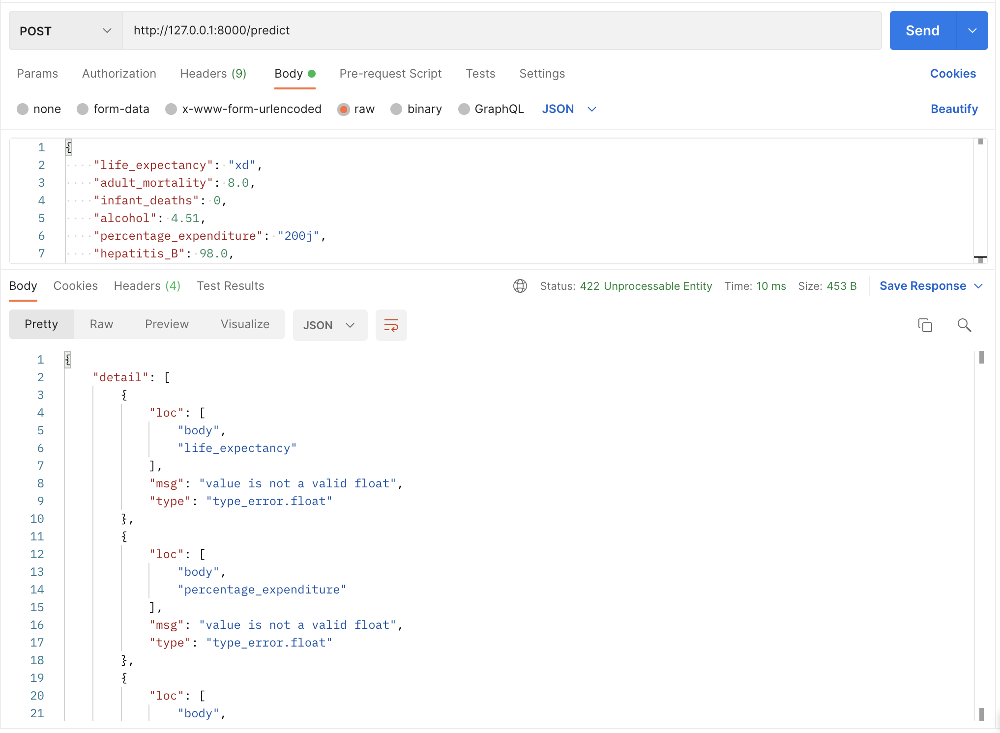 POST http://127.0.0.1:8000/predict Send
Params Authorization Headers (9) Body Pre-request Script Tests Settings Cookies
none form-data x-www-form-urlencoded raw binary GraphQL JSON Beautify
1 {
2 "life_expectancy": "xd",
3 "adult_mortality": 8.0,
4 "infant_deaths": 0,
5 "alcohol": 4.51,
6 "percentage_expenditure": "200j",
7 "hepatitis_B": 98.0,
Body Cookies Headers (4) Test Results Status: 422 Unprocessable Entity Time: 10 ms Size: 453 B Save Response
Pretty Raw Preview Visualize JSON
1 {
2 "detail": [
3 {
4 "loc": [
5 "body",
6 "life_expectancy"
7 ],
8 "msg": "value is not a valid float",
9 "type": "type_error.float"
10 },
11 {
12 "loc": [
13 "body",
14 "percentage_expenditure"
15 ],
16 "msg": "value is not a valid float",
17 "type": "type_error.float"
18 },
19 {
20 "loc": [
21 "body",